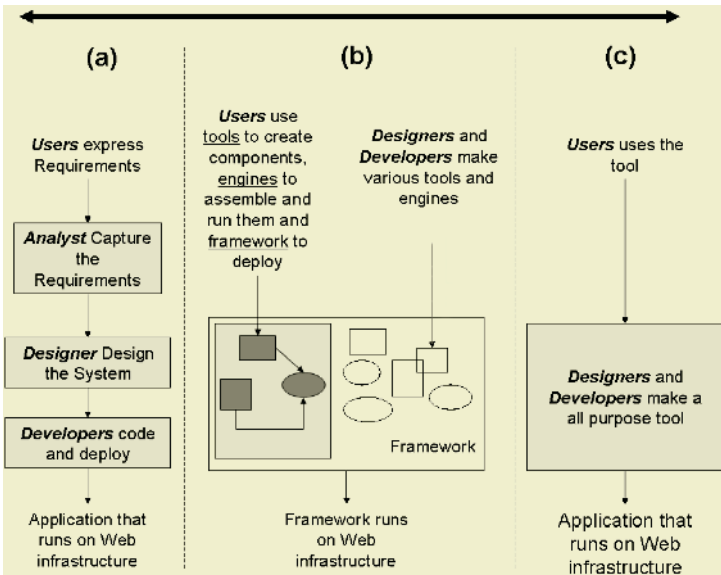 (a)
Users express
Requirements
Analyst Capture
the
Requirements
Designer Design
the System
Developers code
and deploy
Application that
runs on Web
infrastructure
(b)
Users use
tools to create
components,
engines to
assemble and
run them and
framework to
deploy
Designers and
Developers make
various tools and
engines
Framework
Framework runs
on Web
infrastructure
(c)
Users uses the
tool
Designers and
Developers make a
all purpose tool
Application that
runs on Web
infrastructure